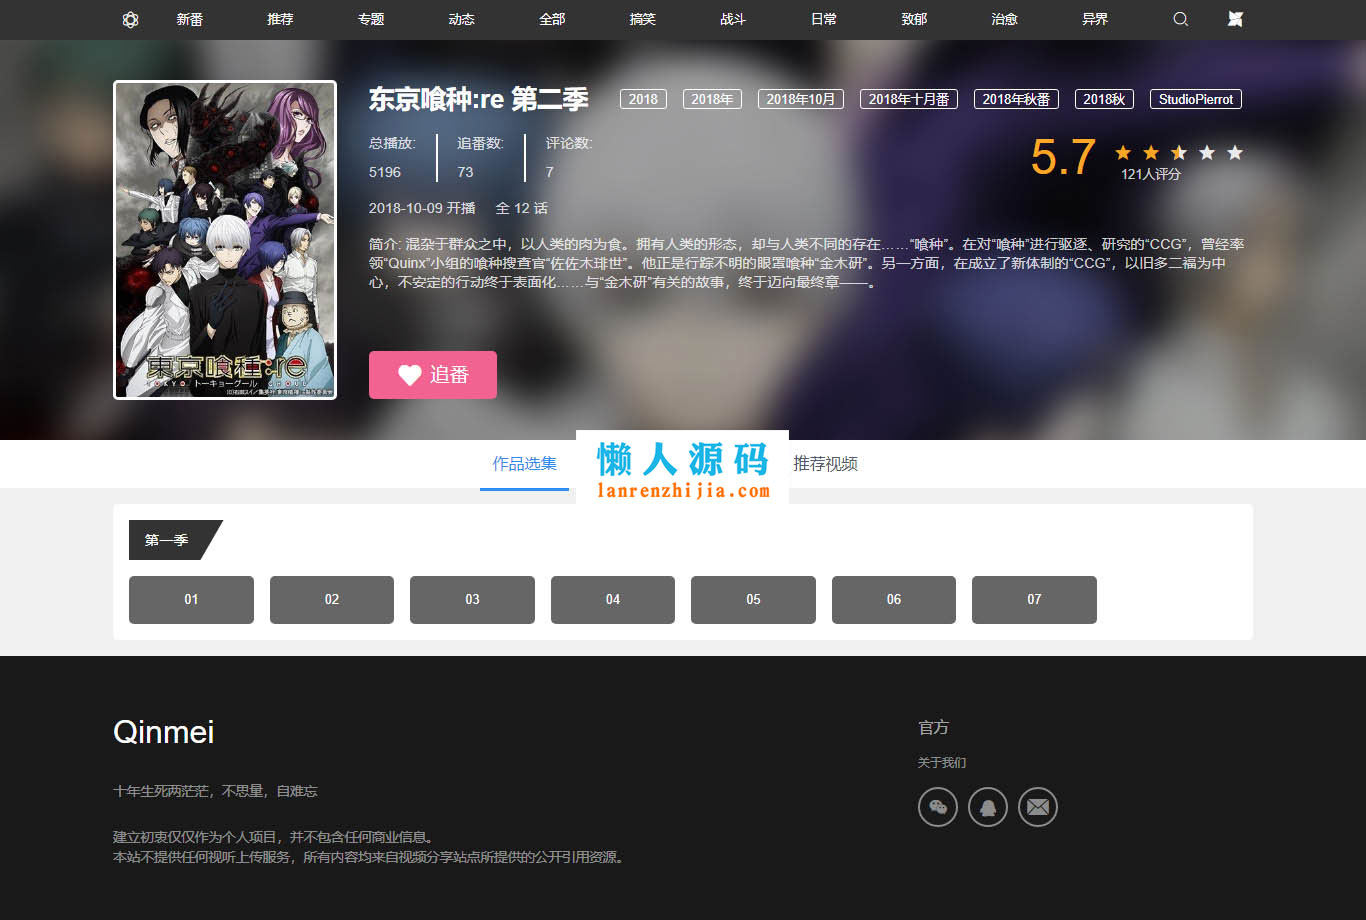 新番 推荐 专题 动态 全部 搞笑 战斗 日常 致郁 治愈 异界
东京喰种:re 第二季 2018 2018年 2018年10月 2018年十月番 2018年秋番 2018秋 StudioPierrot
总播放: 追番数: 评论数:
5196 73 7
5.7
121人评分
2018-10-09 开播 全 12 话
简介: 混杂于群众之中，以人类的肉为食。拥有人类的形态，却与人类不同的存在……“喰种”。在对“喰种”进行驱逐、研究的“CCG”，曾经率
领“Quinx”小组的喰种搜查官“佐佐木琲世”。他正是行踪不明的眼罩喰种“金木研”。另一方面，在成立了新体制的“CCG”，以旧多二福为中
心，不安定的行动终于表面化……与“金木研”有关的故事，终于迈向最终章——。
東京喰種:re
TOKYO トーキョーグール GHOUL
追番
作品选集 推荐视频
懒人源码
lanrenzhijia.com
第一季
01 02 03 04 05 06 07
Qinmei
十年生死两茫茫，不思量，自难忘
建立初衷仅仅作为个人项目，并不包含任何商业信息。
本站不提供任何视听上传服务，所有内容均来自视频分享站点所提供的公开引用资源。
官方
关于我们